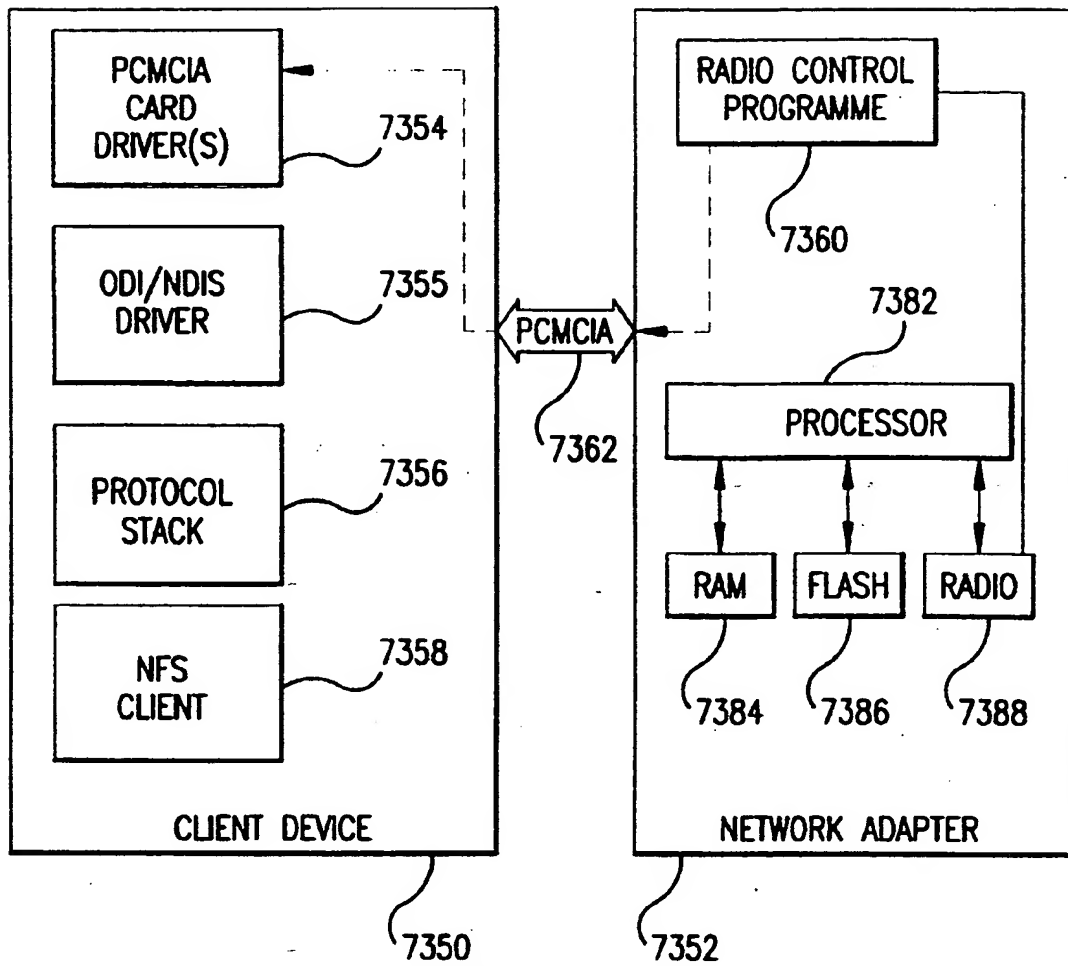 PCMCIA
CARD
DRIVER(S)
7354
ODI/NDIS
DRIVER
7355
PROTOCOL
STACK
7356
NFS
CLIENT
7358
CLIENT DEVICE
7350
PCMCIA
7362
RADIO CONTROL
PROGRAMME
7360
7382
PROCESSOR
RAM
FLASH
RADIO
7384
7386
7388
NETWORK ADAPTER
7352